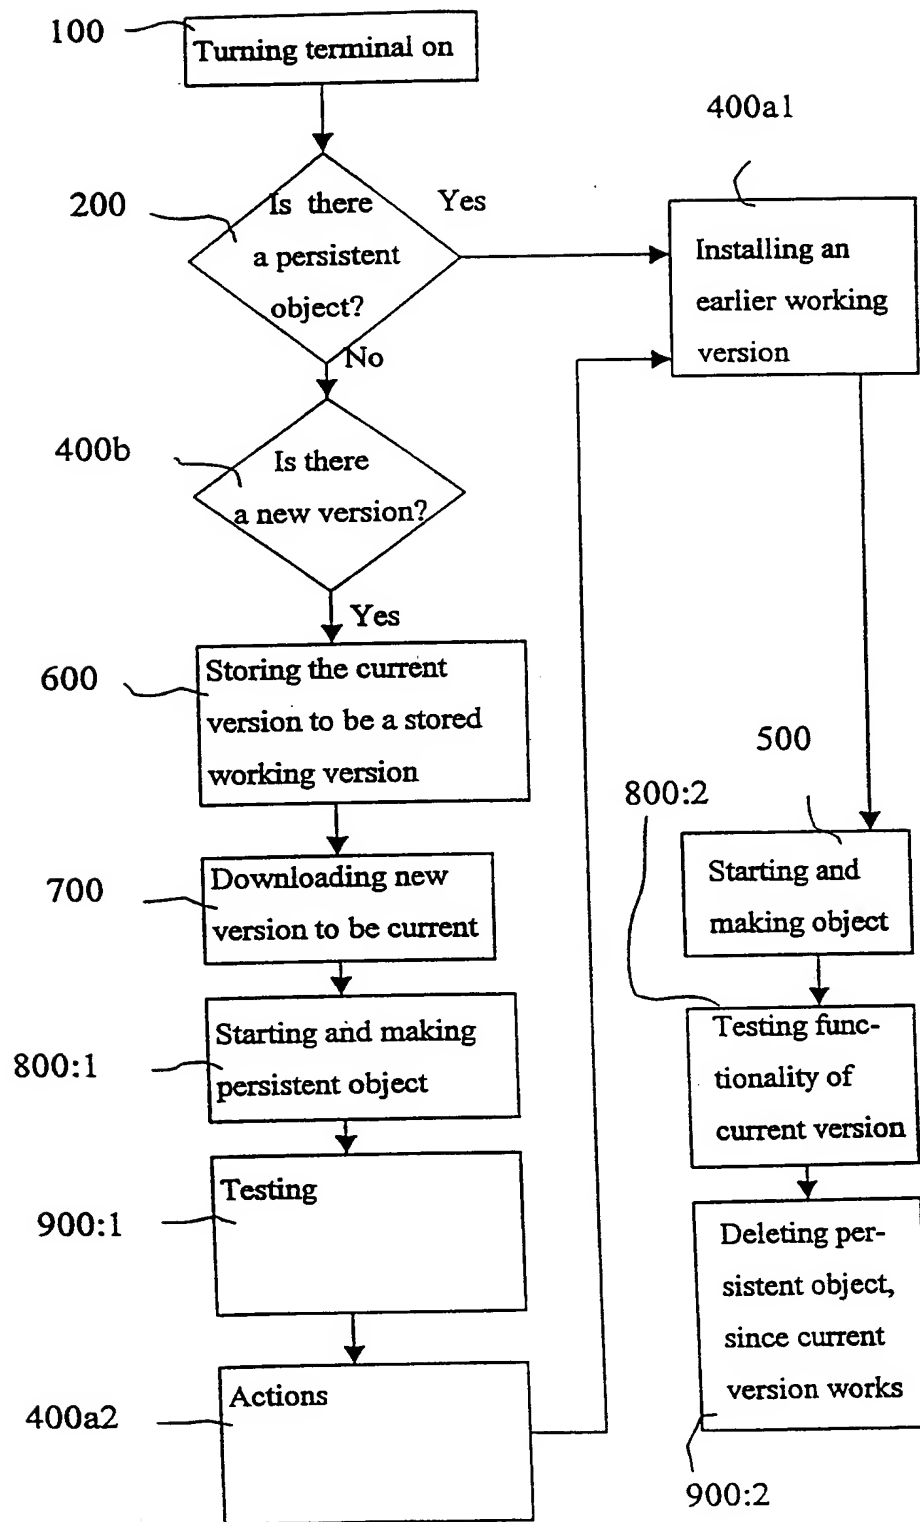 100
Turning terminal on
400a1
200
Is there
a persistent
object?
Yes
Installing an
earlier working
version
No
400b
Is there
a new version?
Yes
600
Storing the current
version to be a stored
working version
500
800:2
700
Downloading new
version to be current
Starting and
making object
800:1
Starting and making
persistent object
Testing func-
tionality of
current version
900:1
Testing
Deleting per-
sistent object,
since current
version works
400a2
Actions
900:2